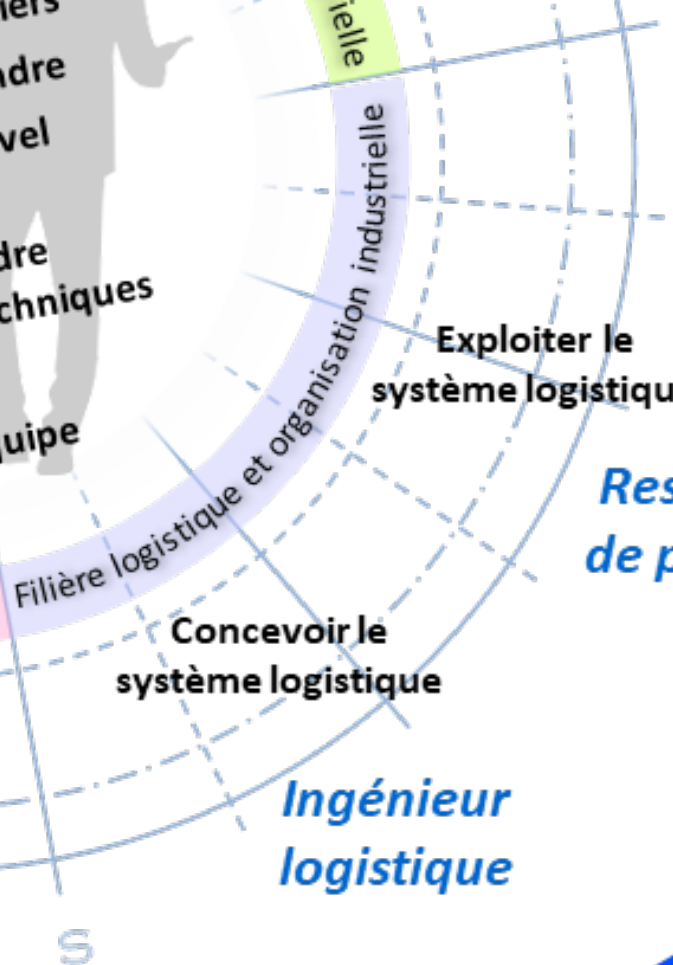 iers
ielle
dre
vel
dre
chniques
uipe
Filière logistique et organisation industrielle
Exploiter le
système logistiqu
Res
de p
Concevoir le
système logistique
Ingénieur
logistique
S